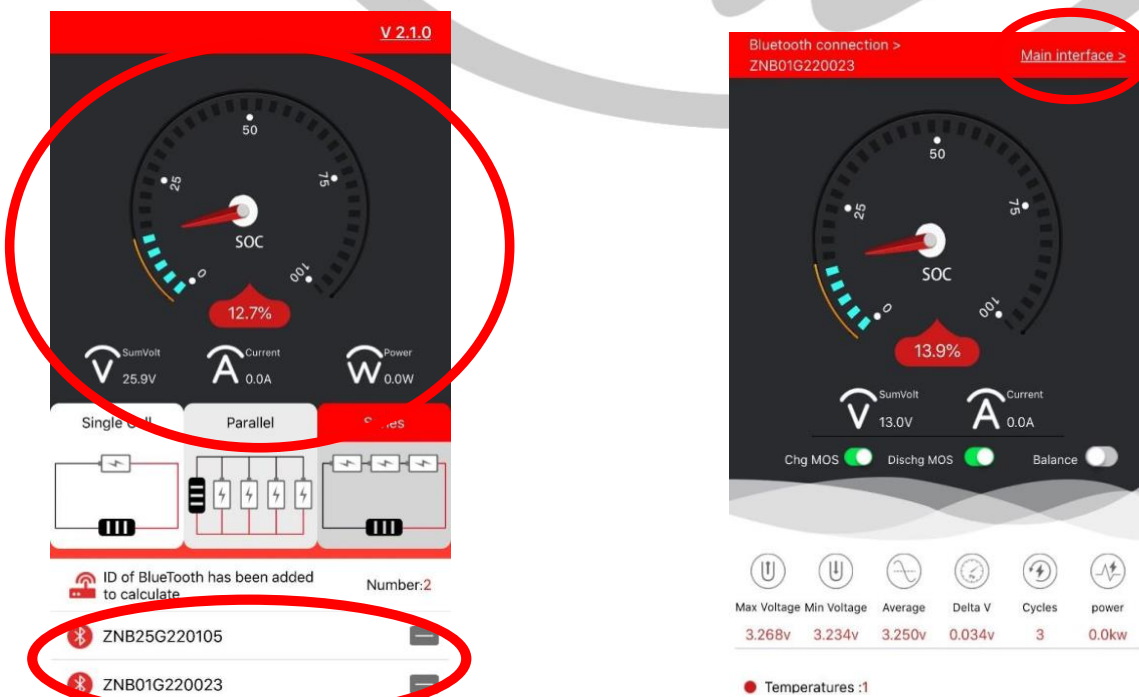 V 2.1.0
50
25
75
SOC
0
100
12.7%
SumVolt
25.9V
Current
0.0A
Power
0.0W
Parallel
ID of BlueTooth has been added
to calculate
Number:2
ZNB25G220105
ZNB01G220023
Bluetooth connection >
ZNB01G220023
Main interface >
50
25
75
SOC
0
100
13.9%
V
SumVolt
13.0V
A
Current
0.0A
Chg MOS
Dischg MOS
Balance
Max Voltage
Min Voltage
Average
Delta V
Cycles
power
3.268v
3.234v
3.250v
0.034v
3
0.0kw
Temperatures :1